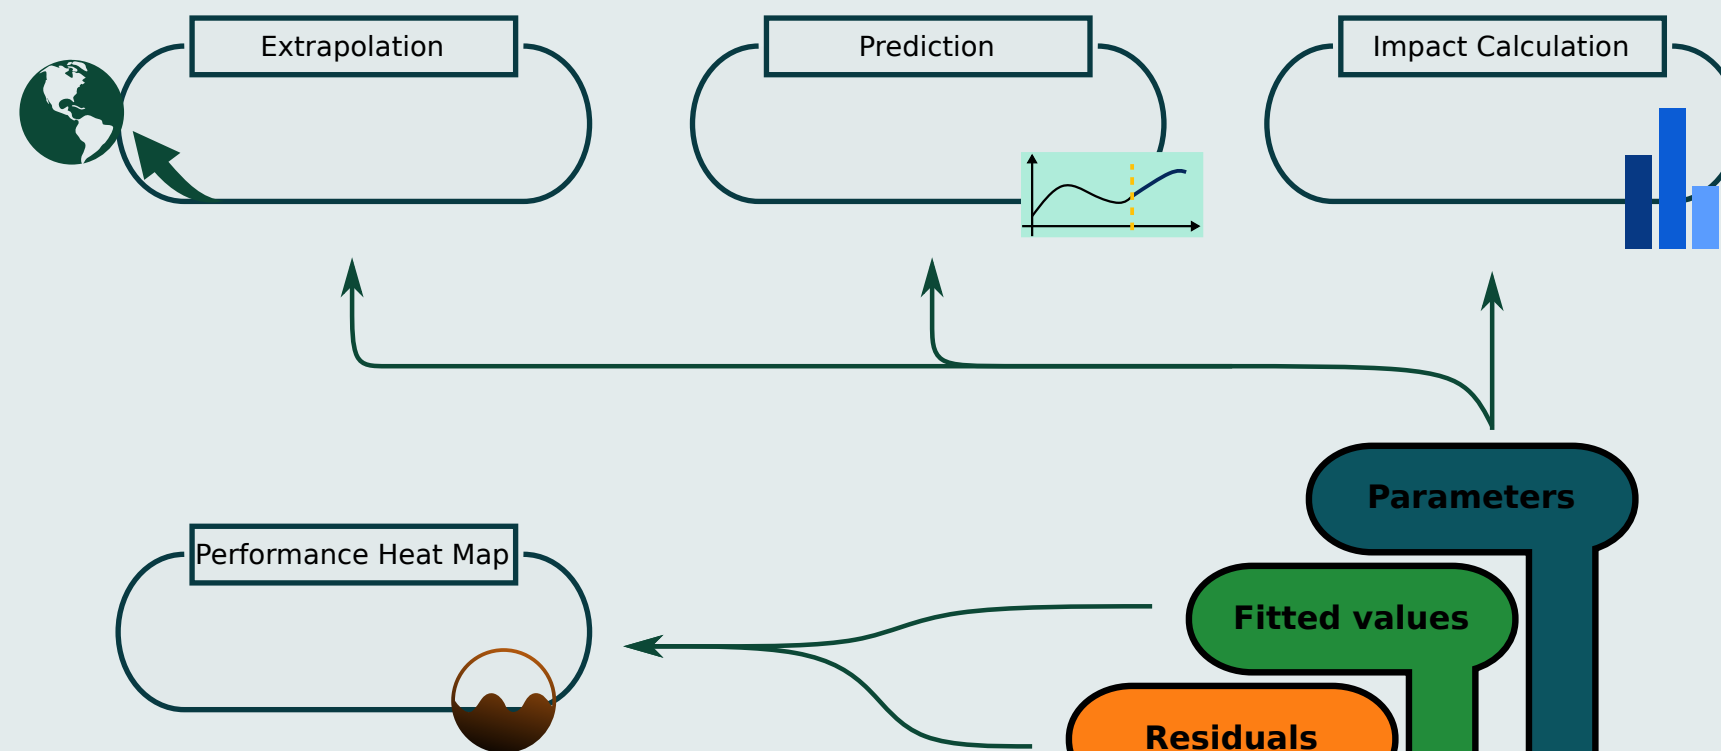 Extrapolation
Prediction
Impact Calculation
Parameters
Performance Heat Map
Fitted values
Residuals